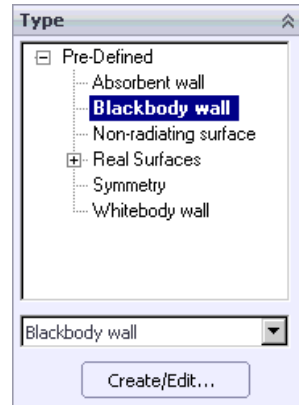 Type
Pre-Defined
Absorbent wall
Blackbody wall
Non-radiating surface
Real Surfaces
Symmetry
Whitebody wall
Blackbody wall
Create/Edit...